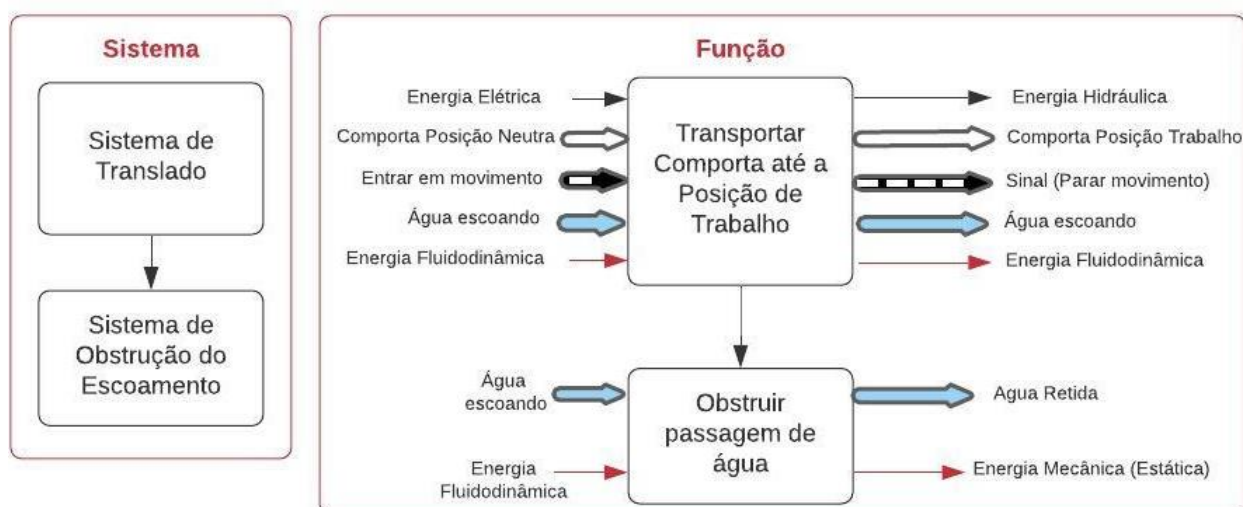 Sistema
Sistema de
Translado
Sistema de
Obstrução do
Escoamento
Função
Energia Elétrica
Comporta Posição Neutra
Entrar em movimento
Água escoando
Energia Fluidodinâmica
Transportar
Comporta até a
Posição de
Trabalho
Energia Hidráulica
Comporta Posição Trabalho
Sinal (Parar movimento)
Água escoando
Energia Fluidodinâmica
Água
escoando
Energia
Fluidodinâmica
Obstruir
passagem de
água
Agua Retida
Energia Mecânica (Estática)